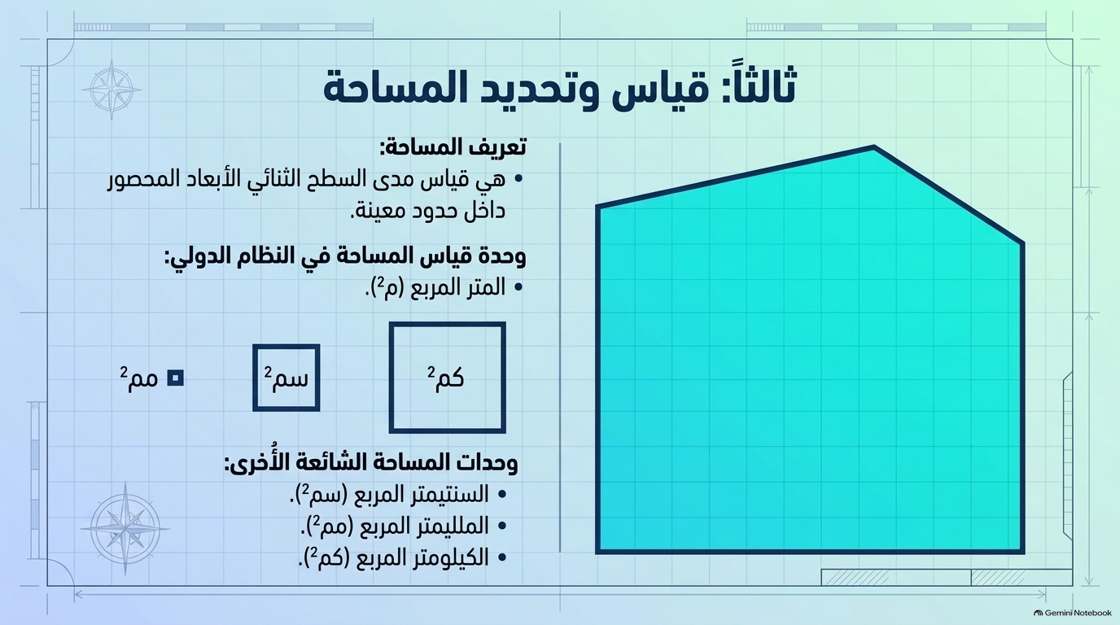 ثالثاً: قياس وتحديد المساحة
تعريف المساحة:
• هي قياس مدى السطح الثنائي الأبعاد المحصور
داخل حدود معينة.
وحدة قياس المساحة في النظام الدولي:
• المتر المربع (م²).
كم²
سم²
مم²
وحدات المساحة الشائعة الأُخرى:
• السنتيمتر المربع (سم²).
• الملليمتر المربع (مم²).
• الكيلومتر المربع (كم²).
Gemini Notebook